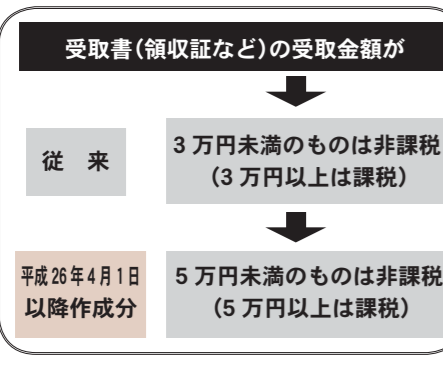 受取書（領収証など）の受取金額が
従　来
3万円未満のものは非課税
（3万円以上は課税）
平成26年4月1日
以降作成分
5万円未満のものは非課税
（5万円以上は課税）